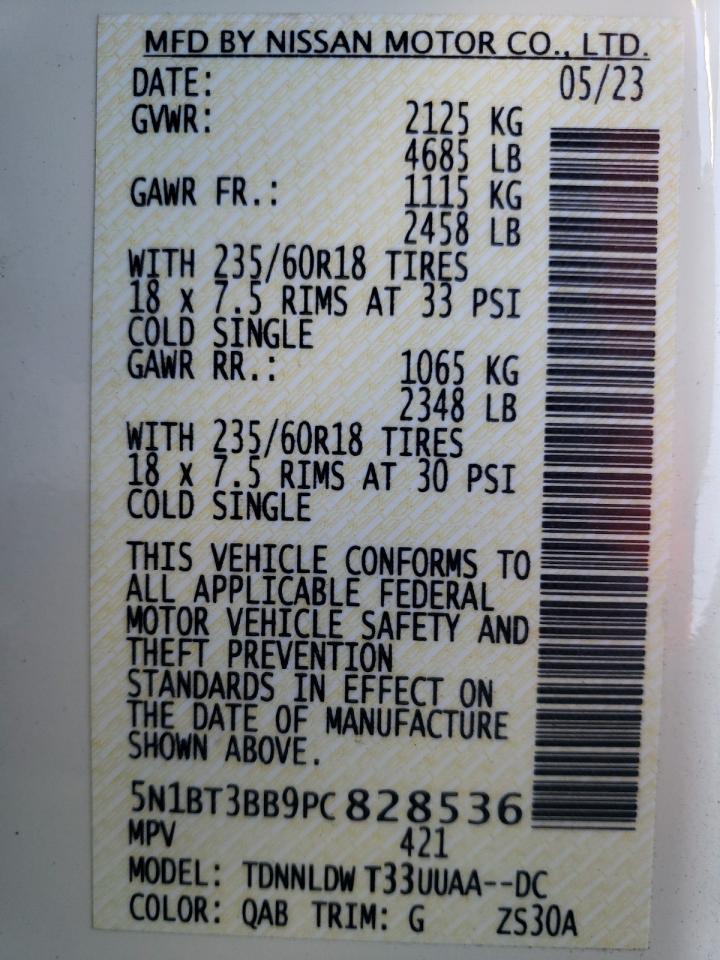 MFD BY NISSAN MOTOR CO., LTD.
DATE: 05/23
GVWR: 2125 KG
4685 LB
GAWR FR.: 1115 KG
2458 LB
WITH 235/60R18 TIRES
18 x 7.5 RIMS AT 33 PSI
COLD SINGLE
GAWR RR.: 1065 KG
2348 LB
WITH 235/60R18 TIRES
18 x 7.5 RIMS AT 30 PSI
COLD SINGLE
THIS VEHICLE CONFORMS TO
ALL APPLICABLE FEDERAL
MOTOR VEHICLE SAFETY AND
THEFT PREVENTION
STANDARDS IN EFFECT ON
THE DATE OF MANUFACTURE
SHOWN ABOVE.
5N1BT3BB9PC828536
MPV 421
MODEL: TDNNLDW T33UUAA--DC
COLOR: QAB TRIM: G ZS30A